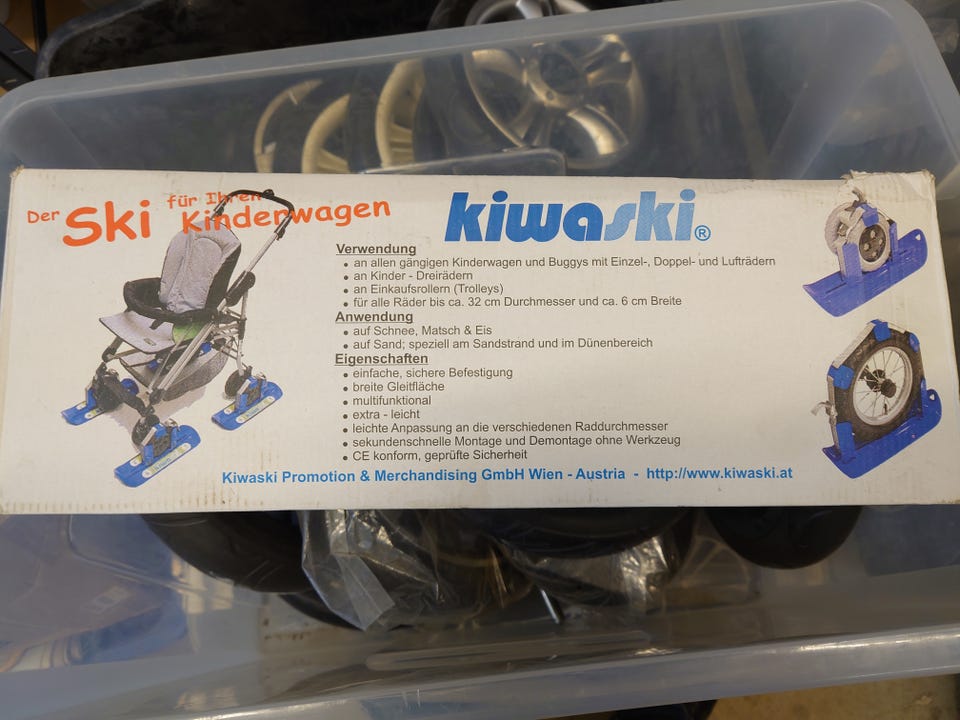 Der Ski für Ihren Kinderwagen
kiwaski®
Verwendung
• an allen gängigen Kinderwagen und Buggys mit Einzel-, Doppel- und Lufträdern
• an Kinder - Dreirädern
• an Einkaufsrollern (Trolleys)
• für alle Räder bis ca. 32 cm Durchmesser und ca. 6 cm Breite
Anwendung
• auf Schnee, Matsch & Eis
• auf Sand; speziell am Sandstrand und im Dünenbereich
Eigenschaften
• einfache, sichere Befestigung
• breite Gleitfläche
• multifunktional
• extra - leicht
• leichte Anpassung an die verschiedenen Raddurchmesser
• sekundenschnelle Montage und Demontage ohne Werkzeug
• CE konform, geprüfte Sicherheit
Kiwaski Promotion & Merchandising GmbH Wien - Austria - http://www.kiwaski.at